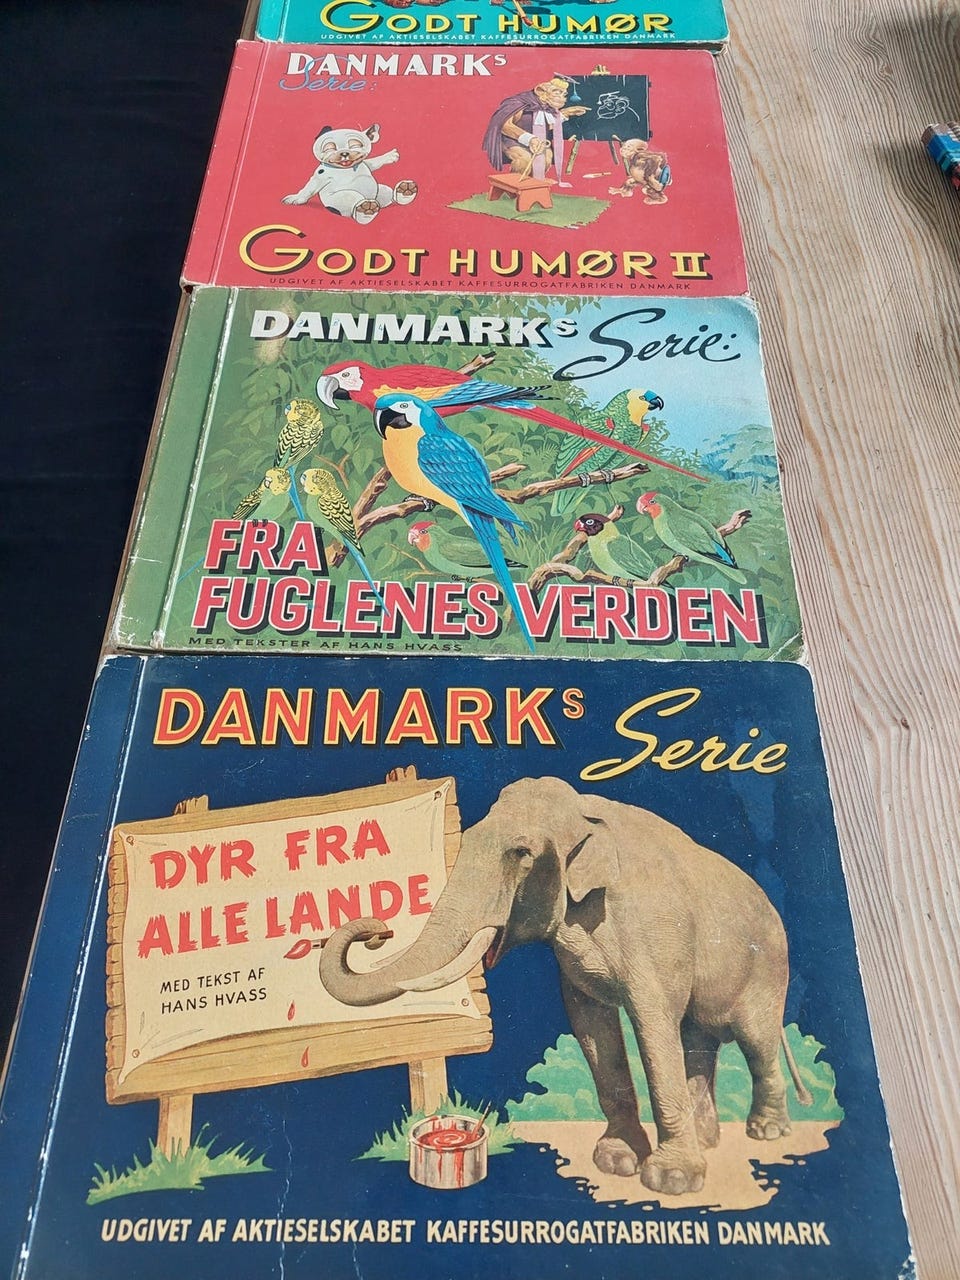 GODT HUMØR
UDGIVET AF AKTIESELSKABET KAFFESURROGATFABRIKEN DANMARK
DANMARKS
Serie:
GODT HUMØR II
UDGIVET AF AKTIESELSKABET KAFFESURROGATFABRIKEN DANMARK
DANMARKS Serie:
FRA
FUGLENES VERDEN
MED TEKSTER AF HANS HVASS
DANMARKS Serie
DYR FRA
ALLE LANDE
MED TEKST AF
HANS HVASS
UDGIVET AF AKTIESELSKABET KAFFESURROGATFABRIKEN DANMARK